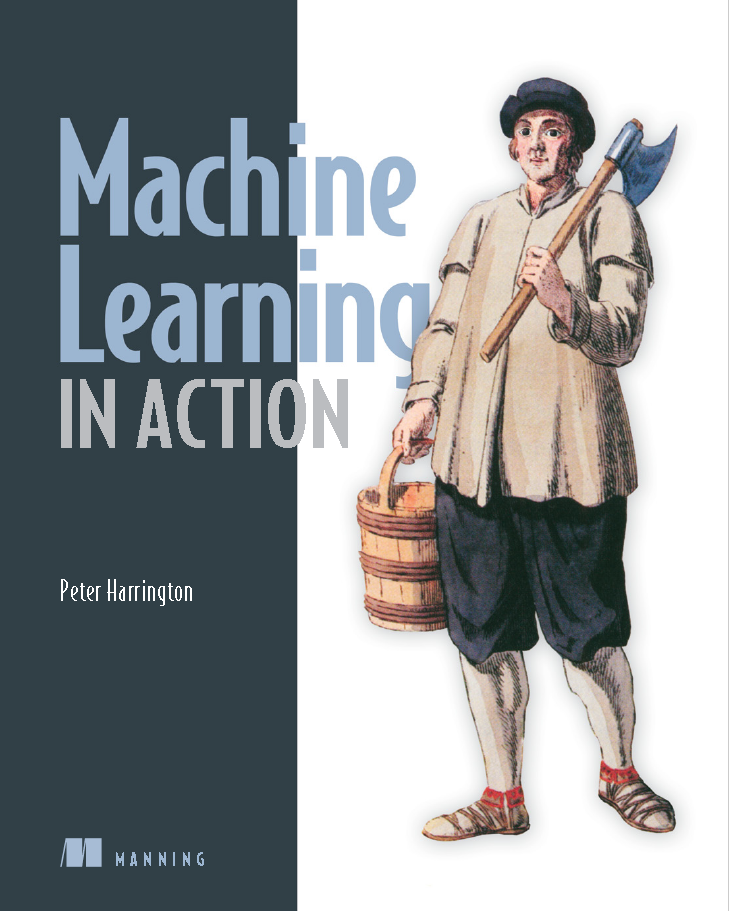 Machine
Learning
IN ACTION
Peter Harrington
MANNING